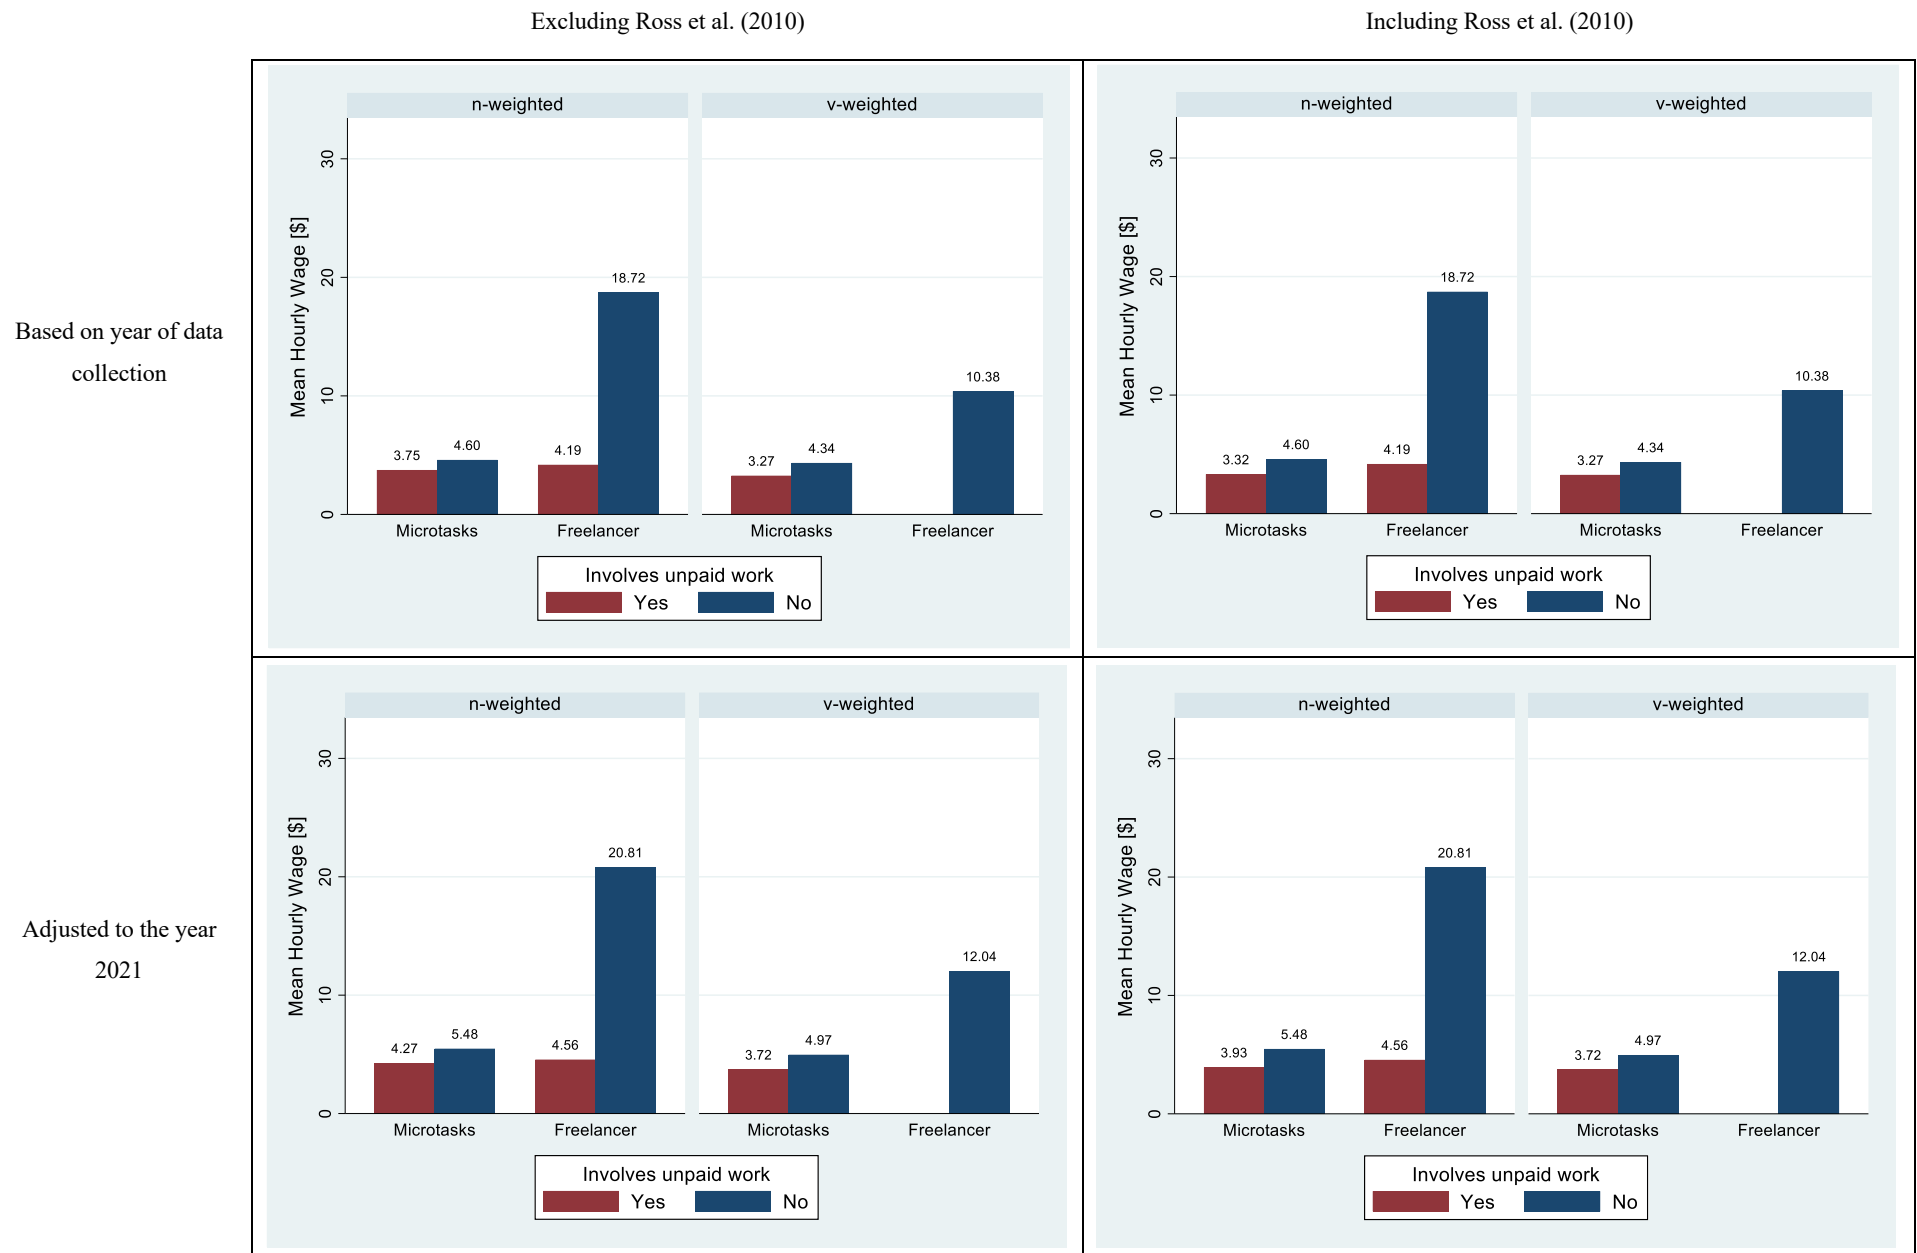 Excluding Ross et al. (2010)
Including Ross et al. (2010)
Based on year of data
collection
n-weighted
v-weighted
Mean Hourly Wage [$]
30
20
10
0
3.75
4.60
4.19
18.72
3.27
4.34
10.38
Microtasks
Freelancer
Microtasks
Freelancer
Involves unpaid work
Yes
No
n-weighted
v-weighted
Mean Hourly Wage [$]
30
20
10
0
3.32
4.60
4.19
18.72
3.27
4.34
10.38
Microtasks
Freelancer
Microtasks
Freelancer
Involves unpaid work
Yes
No
Adjusted to the year
2021
n-weighted
v-weighted
Mean Hourly Wage [$]
30
20
10
0
4.27
5.48
4.56
20.81
3.72
4.97
12.04
Microtasks
Freelancer
Microtasks
Freelancer
Involves unpaid work
Yes
No
n-weighted
v-weighted
Mean Hourly Wage [$]
30
20
10
0
3.93
5.48
4.56
20.81
3.72
4.97
12.04
Microtasks
Freelancer
Microtasks
Freelancer
Involves unpaid work
Yes
No